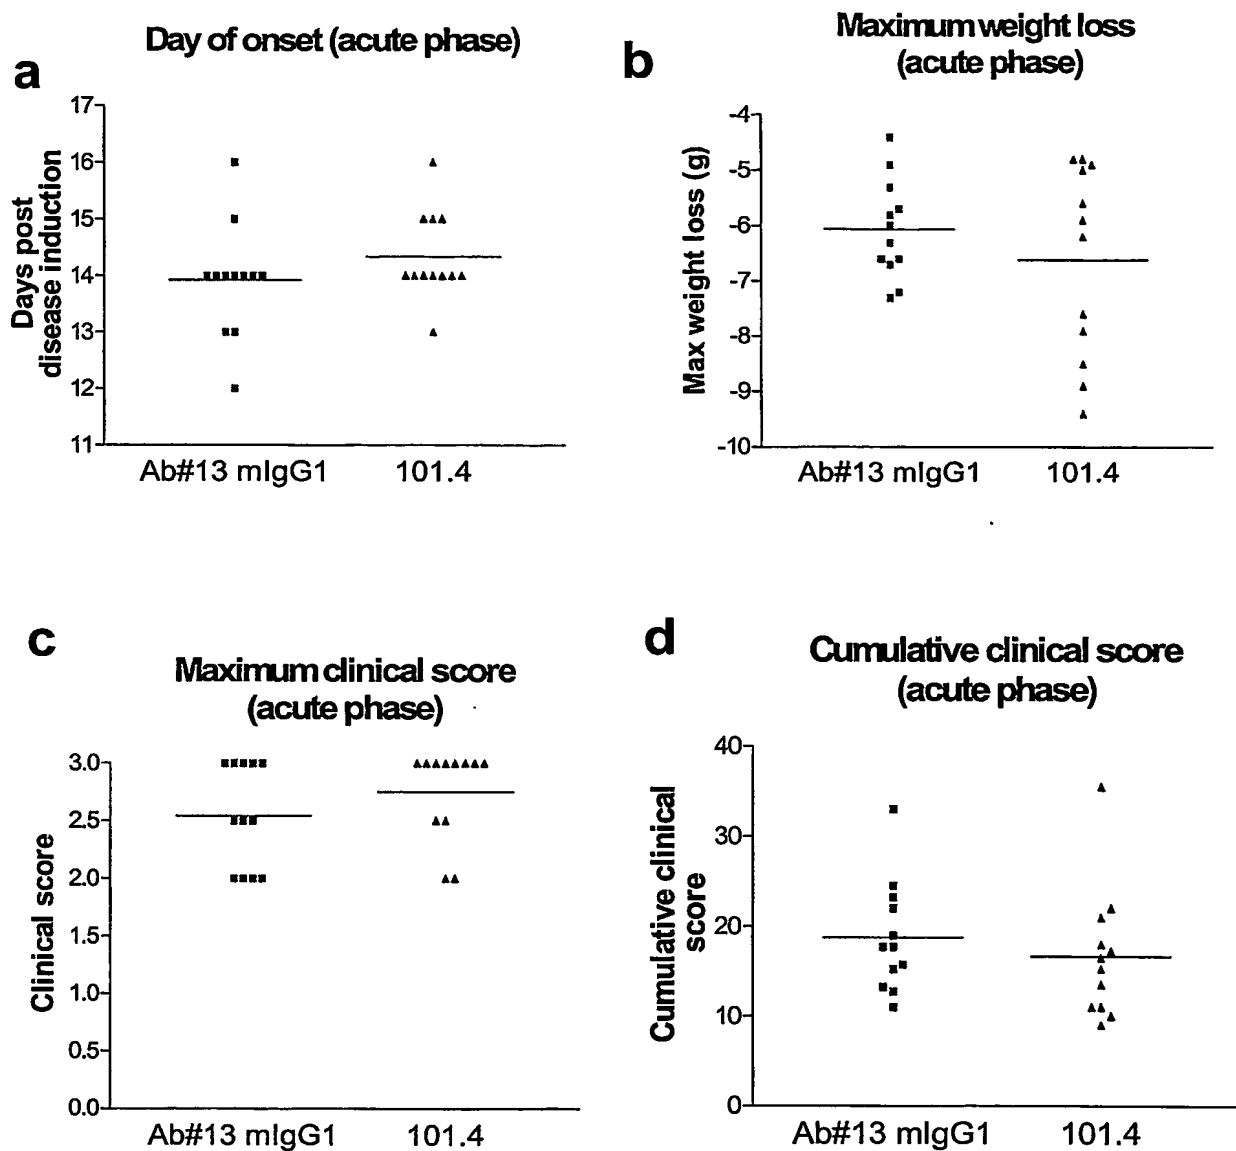 a
Day of onset (acute phase)
Days post
disease induction
17
16
15
14
13
12
11
Ab#13 mIgG1 101.4
b
Maximum weight loss
(acute phase)
Max weight loss (g)
-4
-5
-6
-7
-8
-9
-10
Ab#13 mIgG1 101.4
c
Maximum clinical score
(acute phase)
Clinical score
3.0
2.5
2.0
1.5
1.0
0.5
0.0
Ab#13 mIgG1 101.4
d
Cumulative clinical score
(acute phase)
Cumulative clinical
score
40
30
20
10
0
Ab#13 mIgG1 101.4